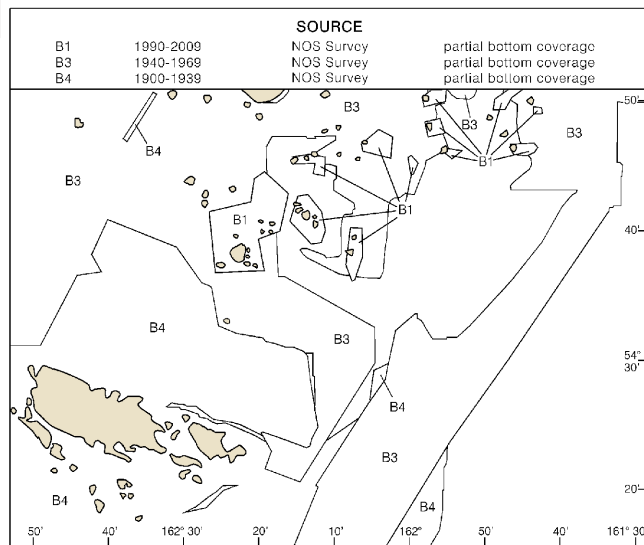 SOURCE
B1 1990-2009 NOS Survey partial bottom coverage
B3 1940-1969 NOS Survey partial bottom coverage
B4 1900-1939 NOS Survey partial bottom coverage
B3 50'
B3 B3
B4
B1
B3
B1
B1
40'
B4 B3
54°
30'
B4
B3
20'
B4
B4
50' 40' 162° 30' 20' 10' 162° 50' 40' 161° 30